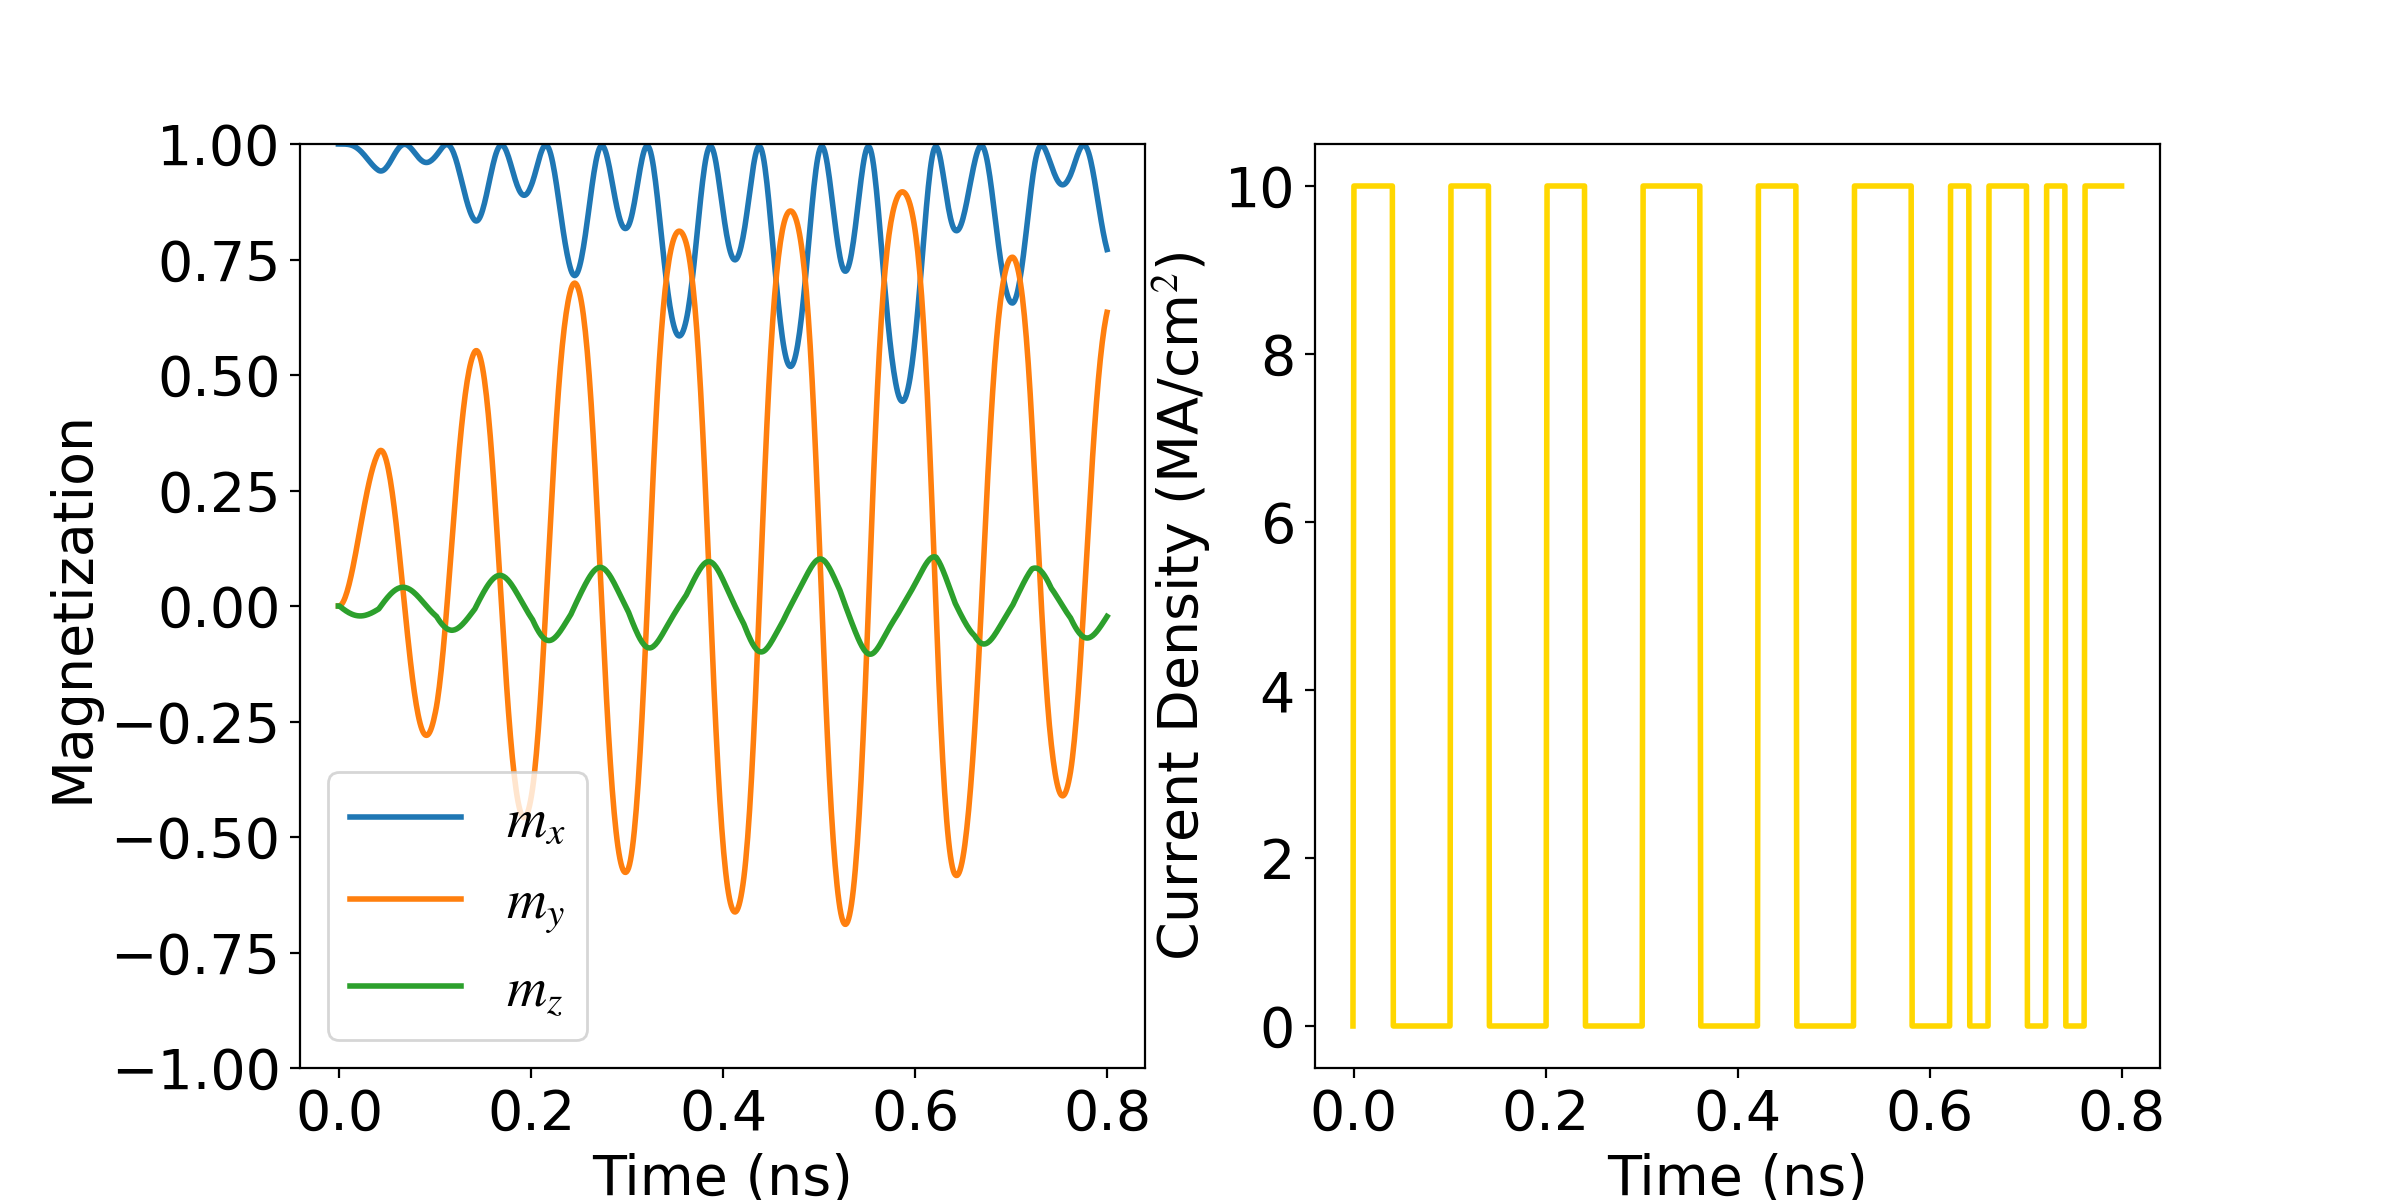 1.00
0.75
0.50
0.25
0.00
−0.25
−0.50
−0.75
−1.00
Magnetization
0.0 0.2 0.4 0.6 0.8
Time (ns)
m_x
m_y
m_z
10
8
6
4
2
0
Current Density (MA/cm²)
0.0 0.2 0.4 0.6 0.8
Time (ns)